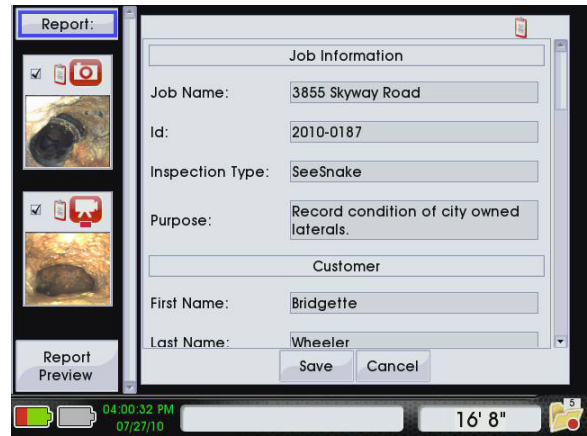 Report:
Job Information
Job Name: 3855 Skyway Road
Id: 2010-0187
Inspection Type: SeeSnake
Purpose: Record condition of city owned
laterals.
Customer
First Name: Bridgette
Last Name: Wheeler
Save Cancel
Report
Preview
04:00:32 PM
07/27/10
16' 8"
5